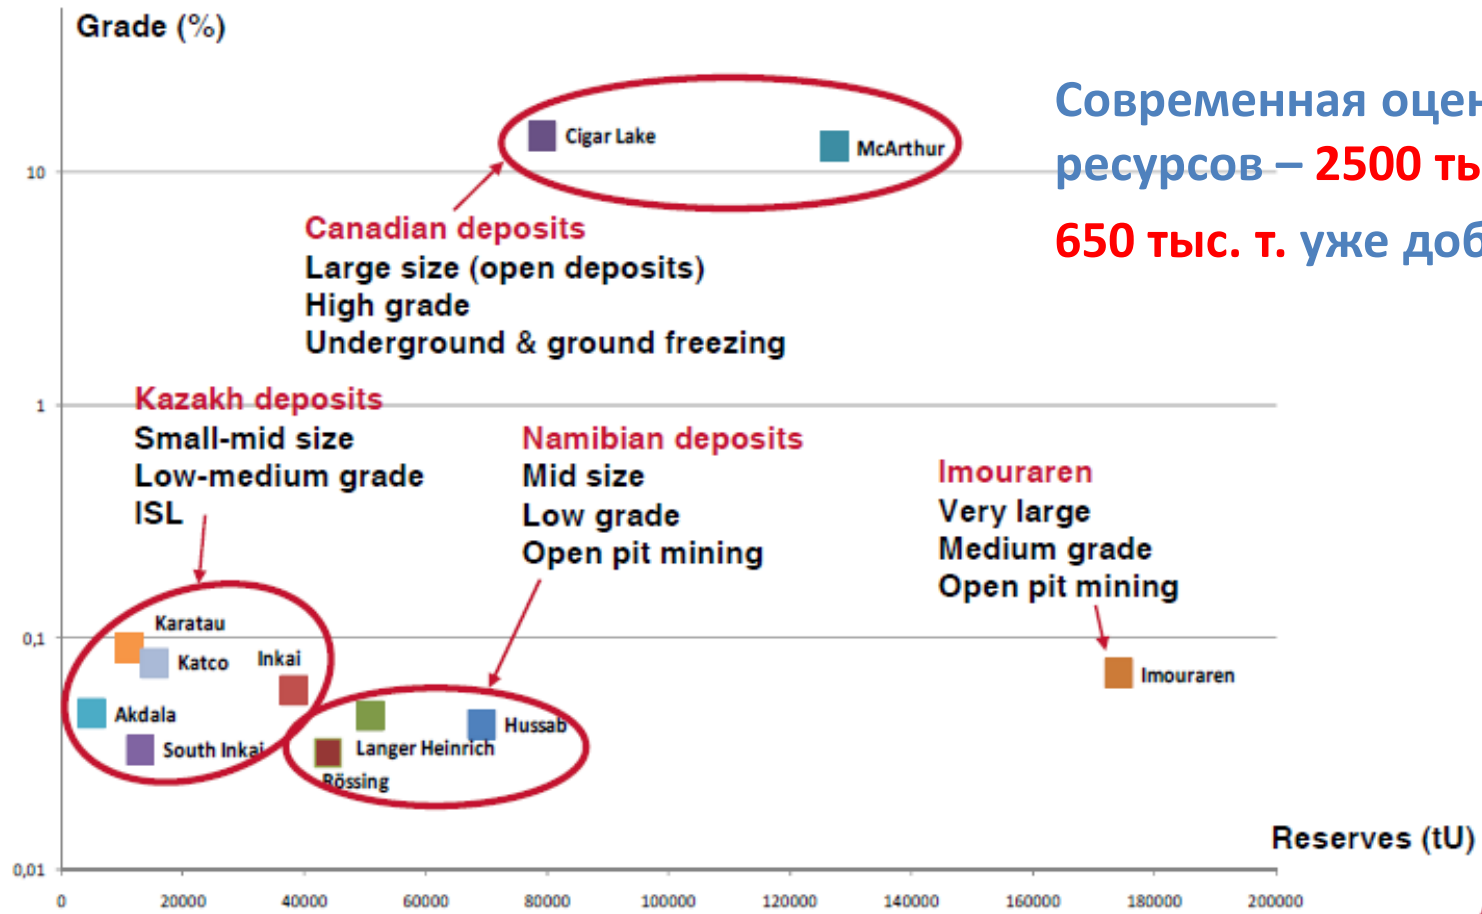 Grade (%)
Современная
ресурсов – 2500
650 тыс. т. уже
Cigar Lake
McArthur
10
Canadian deposits
Large size (open deposits)
High grade
Underground & ground freezing
Kazakh deposits
Small-mid size
Low-medium grade
ISL
1
Namibian deposits
Mid size
Low grade
Open pit mining
Imouraren
Very large
Medium grade
Open pit mining
Karatau
Katco
Inkai
0,1
Akdala
South Inkai
Langer Heinrich
Hussab
Rössing
Imouraren
Reserves (tU)
0,01
0 20000 40000 60000 80000 100000 120000 140000 160000 180000 200000